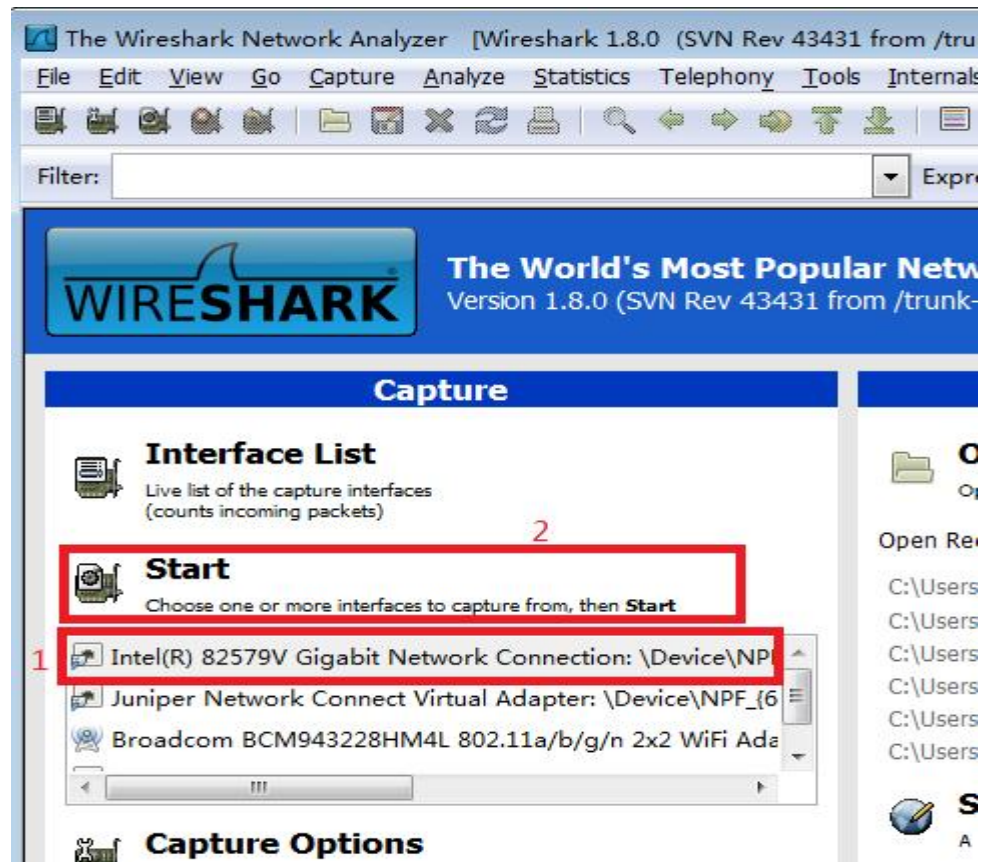 The Wireshark Network Analyzer [Wireshark 1.8.0 (SVN Rev 43431 from /tru
File Edit View Go Capture Analyze Statistics Telephony Tools Internals
Filter: Expre
WIRESHARK
The World's Most Popular Netw
Version 1.8.0 (SVN Rev 43431 from /trunk-
Capture
Interface List
Live list of the capture interfaces
(counts incoming packets)
2
Start
Choose one or more interfaces to capture from, then Start
1 Intel(R) 82579V Gigabit Network Connection: \Device\NPF
Juniper Network Connect Virtual Adapter: \Device\NPF_{6
Broadcom BCM943228HM4L 802.11a/b/g/n 2x2 WiFi Ada
Capture Options
O
Op
Open Rec
C:\Users
C:\Users
C:\Users
C:\Users
C:\Users
C:\Users
S
A